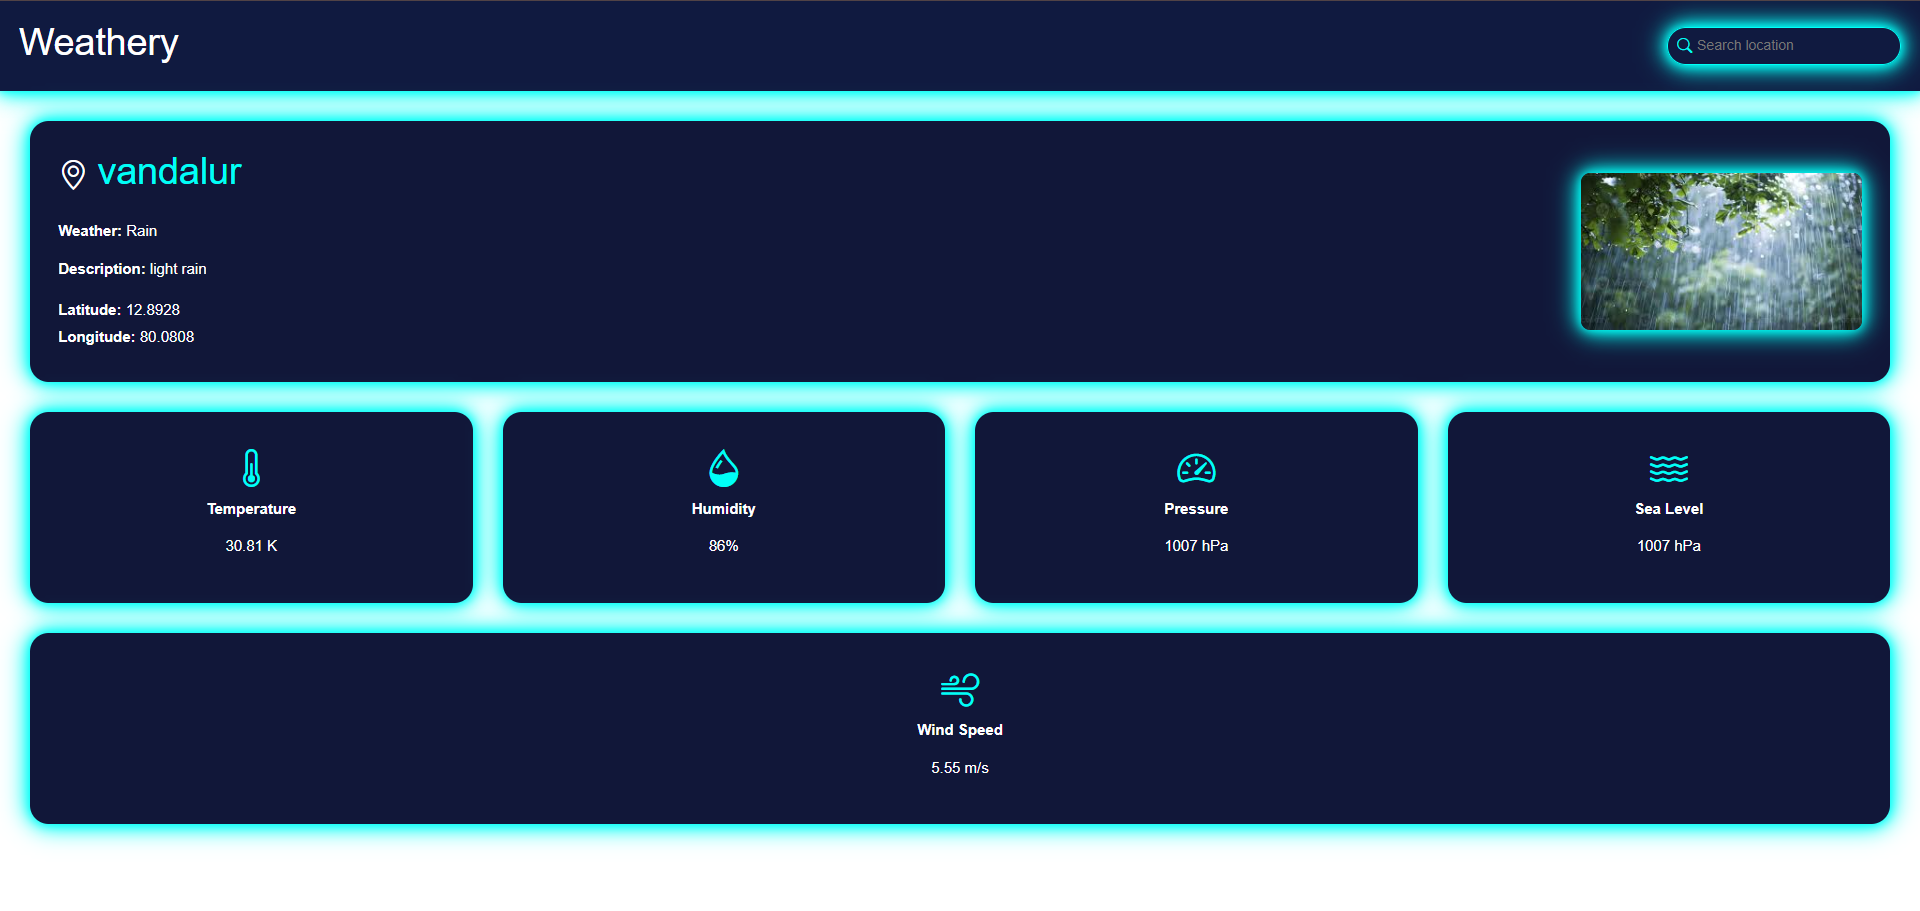 Weathery
Search location
vandalur
Weather: Rain
Description: light rain
Latitude: 12.8928
Longitude: 80.0808
Temperature
30.81 K
Humidity
86%
Pressure
1007 hPa
Sea Level
1007 hPa
Wind Speed
5.55 m/s